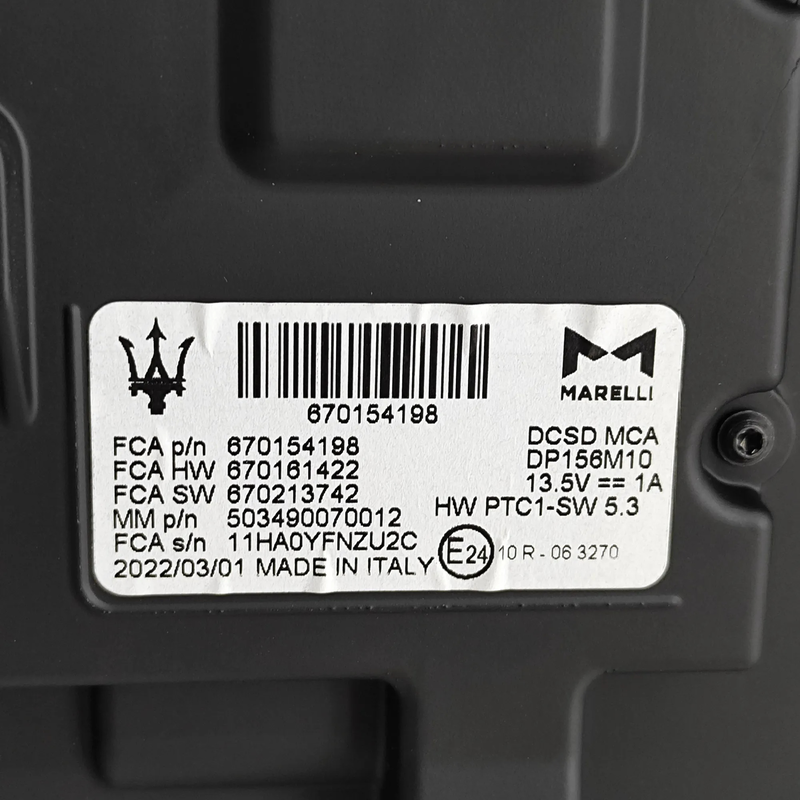 670154198
MARELLI
FCA p/n 670154198
FCA HW 670161422
FCA SW 670213742
MM p/n 503490070012
FCA s/n 11HA0YFNZU2C
2022/03/01 MADE IN ITALY
DCSD MCA
DP156M10
13.5V ⎓ 1A
HW PTC1-SW 5.3
E24 10 R - 06 3270